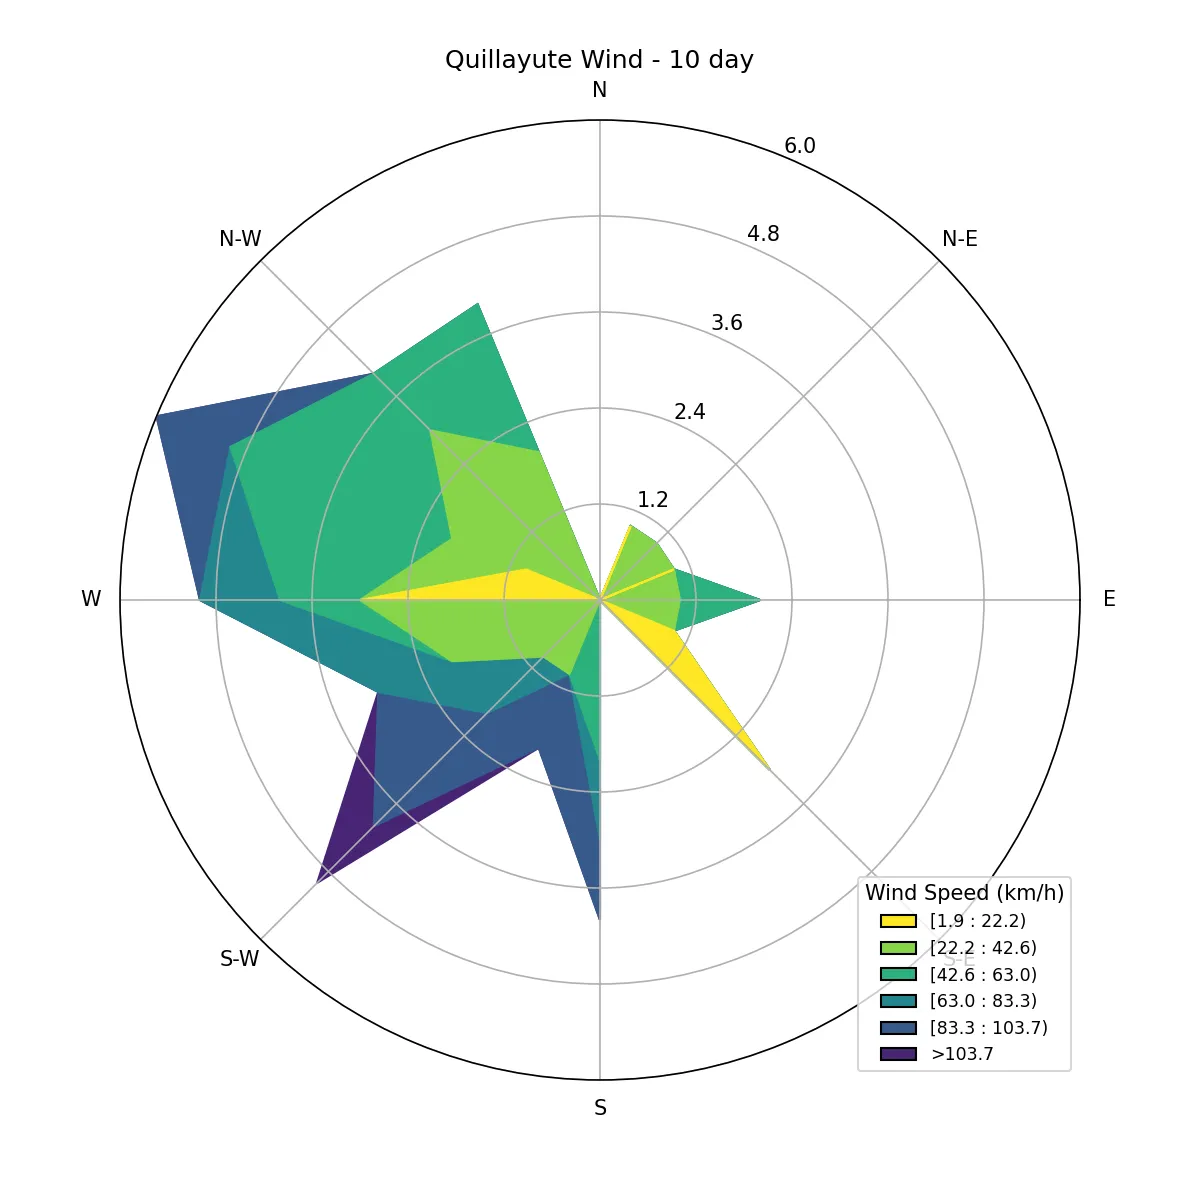 Quillayute Wind - 10 day
N
6.0
N-W
4.8
N-E
3.6
2.4
1.2
W
E
S-W
S-E
S
Wind Speed (km/h)
[1.9 : 22.2)
[22.2 : 42.6)
[42.6 : 63.0)
[63.0 : 83.3)
[83.3 : 103.7)
>103.7